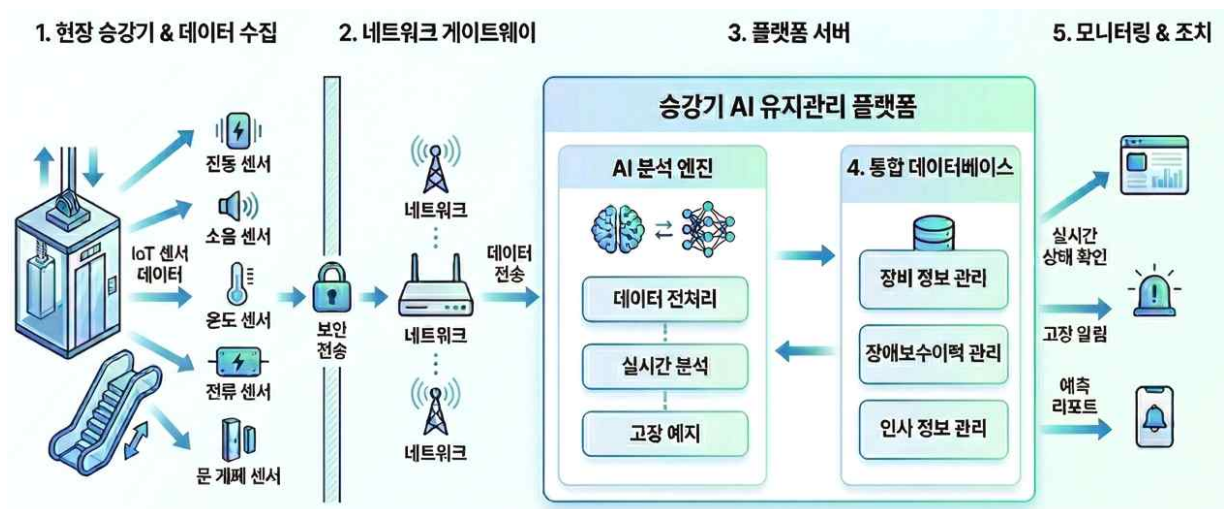 1. 현장 승강기 & 데이터 수집
2. 네트워크 게이트웨이
3. 플랫폼 서버
5. 모니터링 & 조치
진동 센서
소음 센서
IoT 센서
데이터
온도 센서
전류 센서
문 개폐 센서
보안
전송
네트워크
네트워크
네트워크
데이터
전송
승강기 AI 유지관리 플랫폼
AI 분석 엔진
데이터 전처리
실시간 분석
고장 예지
4. 통합 데이터베이스
장비 정보 관리
장애보수이력 관리
인사 정보 관리
실시간
상태 확인
고장 알림
예측
리포트